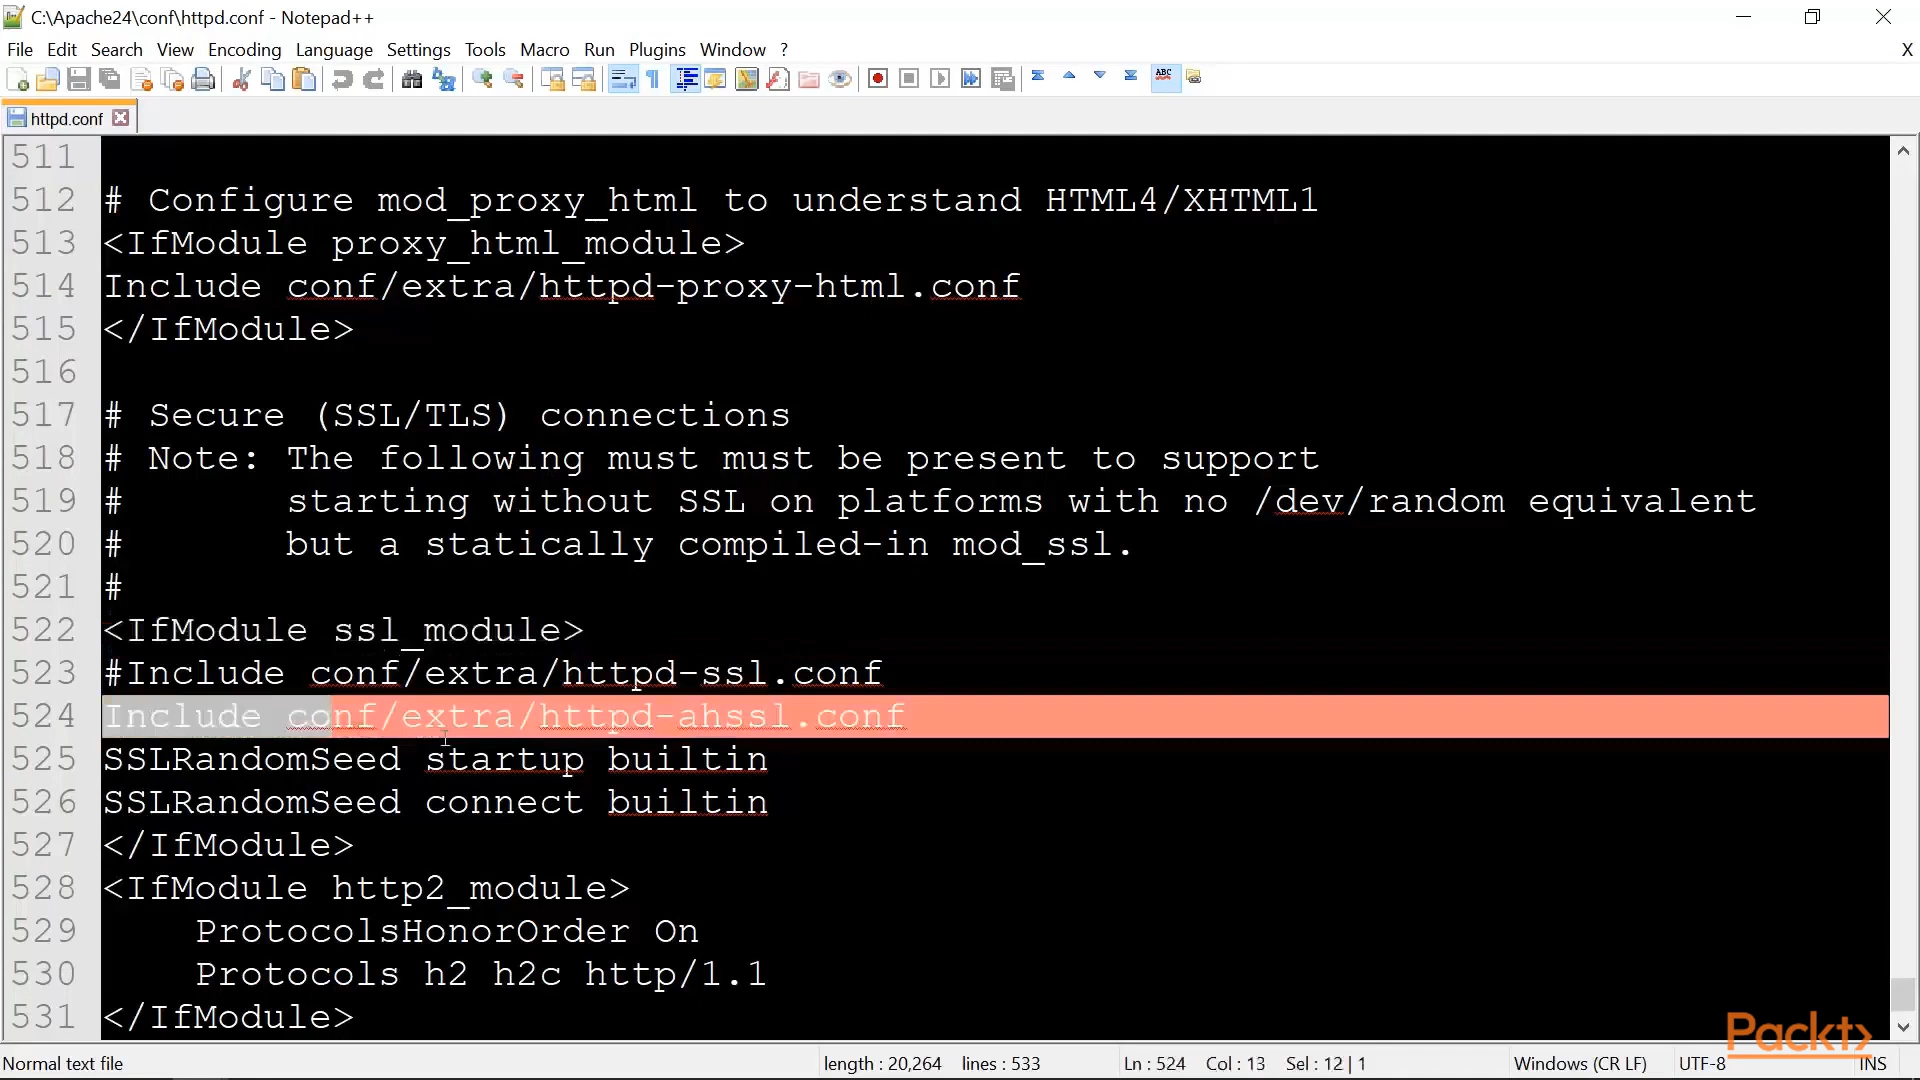 C:\Apache24\conf\httpd.conf - Notepad++
File Edit Search View Encoding Language Settings Tools Macro Run Plugins Window ? X
ABC
httpd.conf
511
512 # Configure mod_proxy_html to understand HTML4/XHTML1
513 <IfModule proxy_html_module>
514 Include conf/extra/httpd-proxy-html.conf
515 </IfModule>
516
517 # Secure (SSL/TLS) connections
518 # Note: The following must must be present to support
519 #       starting without SSL on platforms with no /dev/random equivalent
520 #       but a statically compiled-in mod_ssl.
521 #
522 <IfModule ssl_module>
523 #Include conf/extra/httpd-ssl.conf
524 Include conf/extra/httpd-ahssl.conf
525 SSLRandomSeed startup builtin
526 SSLRandomSeed connect builtin
527 </IfModule>
528 <IfModule http2_module>
529     ProtocolsHonorOrder On
530     Protocols h2 h2c http/1.1
531 </IfModule>
Packt>
Normal text file length : 20,264 lines : 533 Ln : 524 Col : 13 Sel : 12 | 1 Windows (CR LF) UTF-8 INS